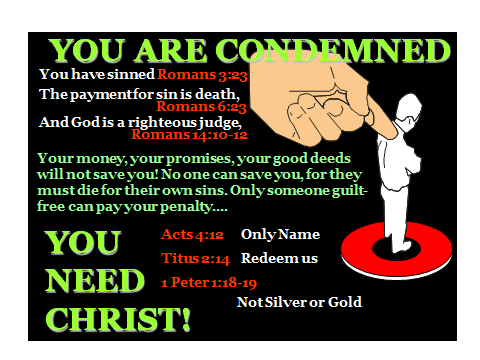 YOU ARE CONDEMNED
You have sinned Romans 3:23
The paymentfor sin is death,
Romans 6:23
And God is a righteous judge,
Romans 14:10-12
Your money, your promises, your good deeds
will not save you! No one can save you, for they
must die for their own sins. Only someone guilt-
free can pay your penalty....
YOU
NEED
CHRIST!
Acts 4:12 Only Name
Titus 2:14 Redeem us
1 Peter 1:18-19
Not Silver or Gold